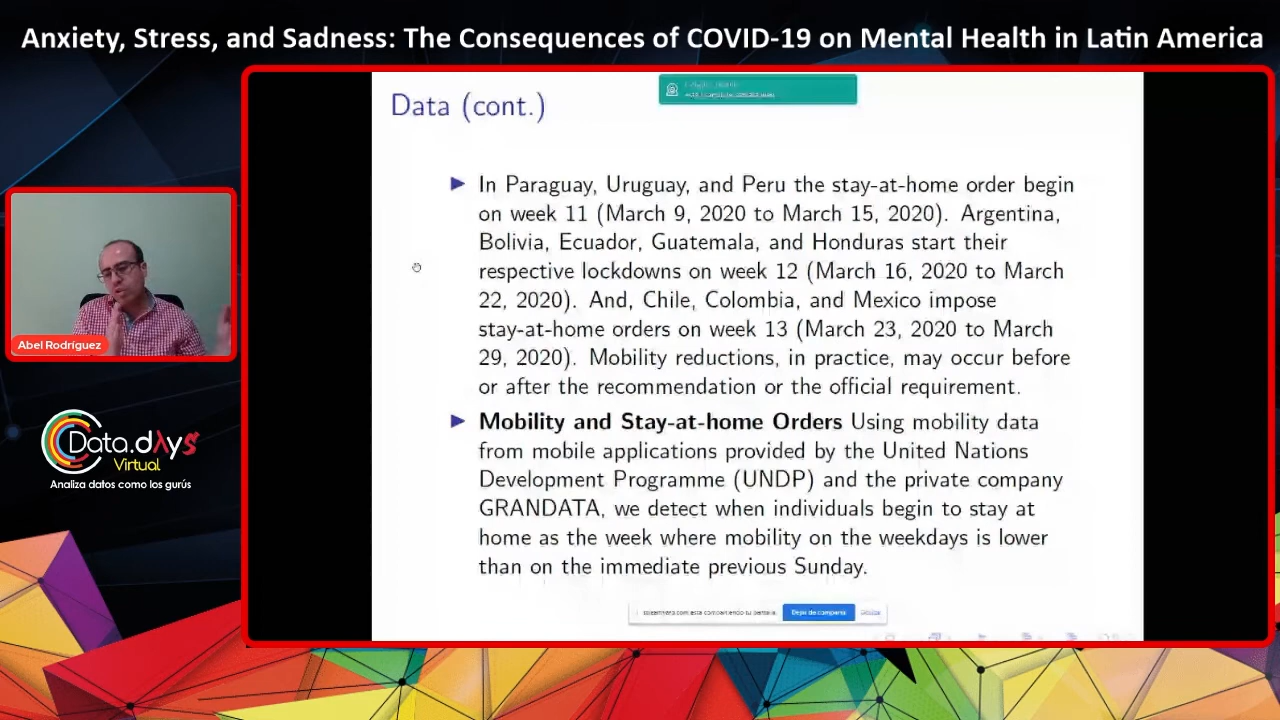 Anxiety, Stress, and Sadness: The Consequences of COVID-19 on Mental Health in Latin America
Data (cont.)
In Paraguay, Uruguay, and Peru the stay-at-home order begin
on week 11 (March 9, 2020 to March 15, 2020). Argentina,
Bolivia, Ecuador, Guatemala, and Honduras start their
respective lockdowns on week 12 (March 16, 2020 to March
22, 2020). And, Chile, Colombia, and Mexico impose
stay-at-home orders on week 13 (March 23, 2020 to March
29, 2020). Mobility reductions, in practice, may occur before
or after the recommendation or the official requirement.
Mobility and Stay-at-home Orders Using mobility data
from mobile applications provided by the United Nations
Development Programme (UNDP) and the private company
GRANDATA, we detect when individuals begin to stay at
home as the week where mobility on the weekdays is lower
than on the immediate previous Sunday.
Dejar de compartir
Abel Rodríguez
Data.dλys
Virtual
Analiza datos como los gurús